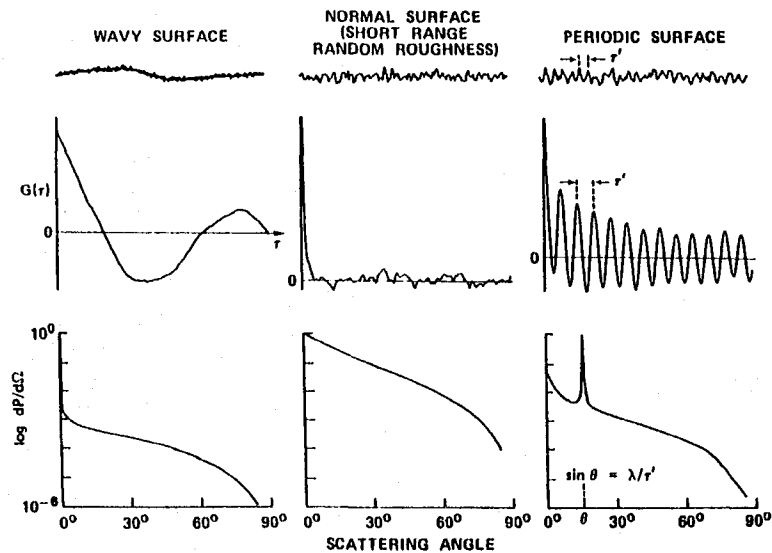 WAVY SURFACE
NORMAL SURFACE
(SHORT RANGE
RANDOM ROUGHNESS)
PERIODIC SURFACE
τ'
G(τ)
0
τ
0
τ'
0
10⁰
log dP/dΩ
10⁻⁶
0⁰ 30⁰ 60⁰ 90⁰
0⁰ 30⁰ 60⁰ 90⁰
sin θ = λ/τ'
0⁰ θ 30⁰ 60⁰ 90⁰
SCATTERING ANGLE